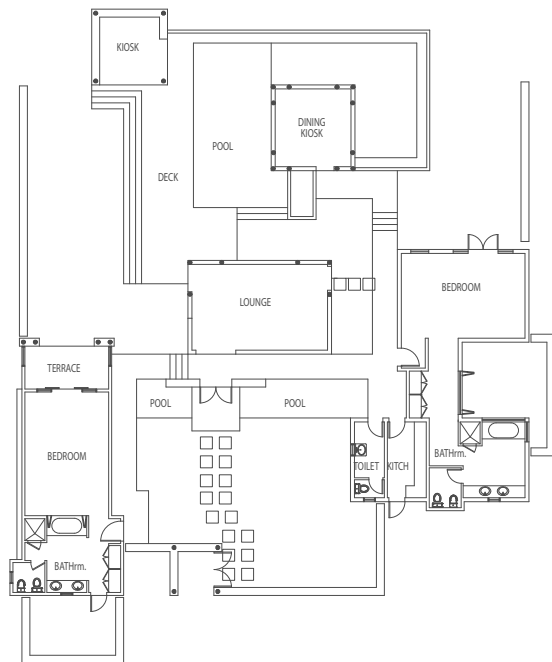 KIOSK
DINING
KIOSK
POOL
DECK
BEDROOM
LOUNGE
TERRACE
POOL
POOL
BEDROOM
BATHrm.
TOILET
KITCH
BATHrm.